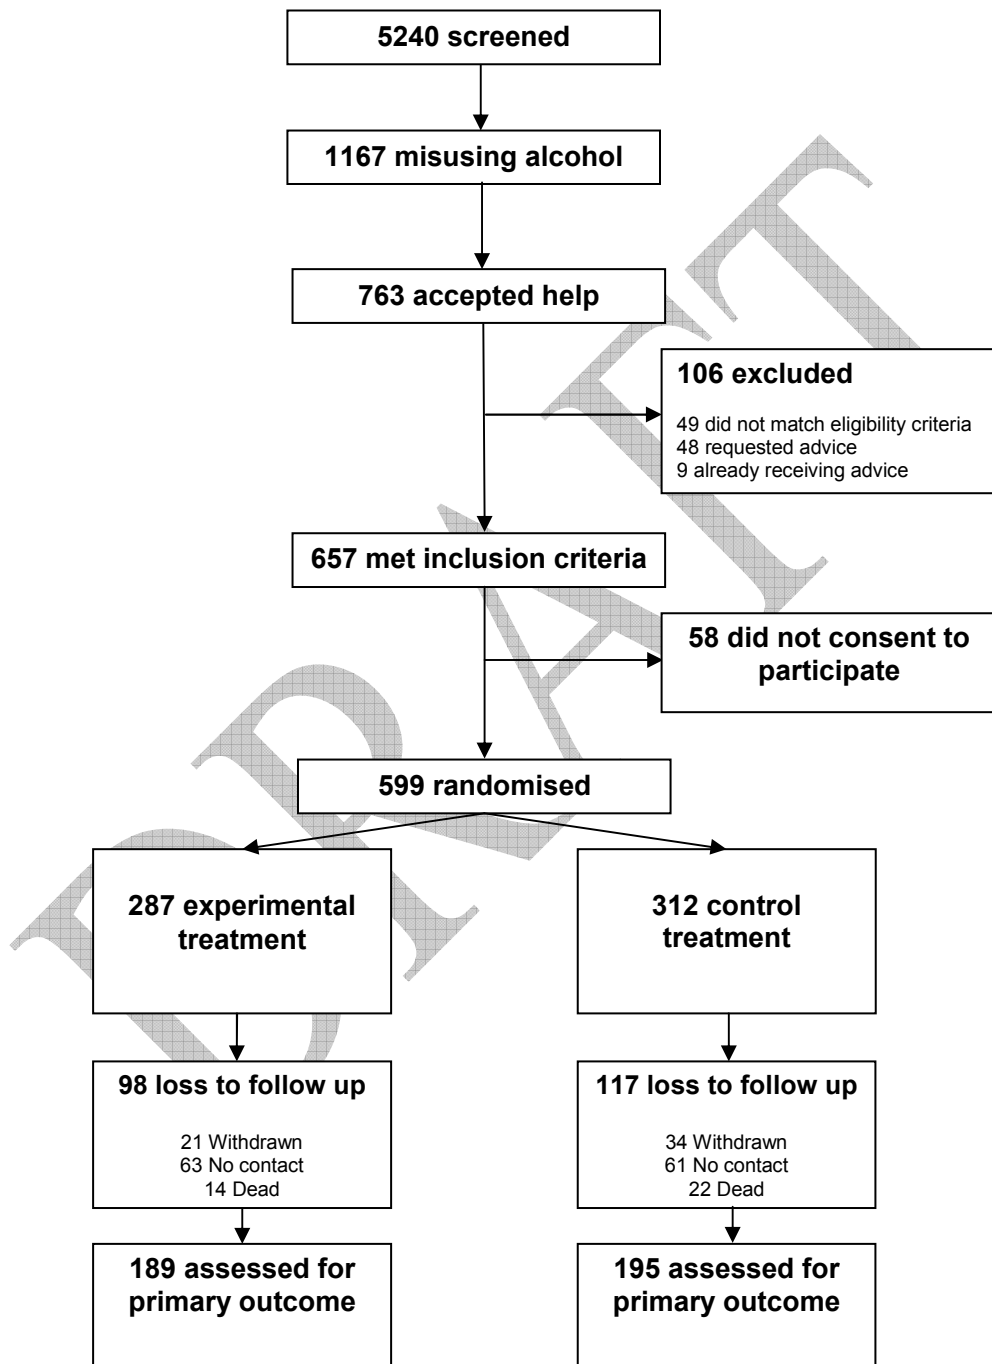 5240 screened
1167 misusing alcohol
763 accepted help
106 excluded
49 did not match eligibility criteria
48 requested advice
9 already receiving advice
657 met inclusion criteria
58 did not consent to
participate
599 randomised
287 experimental
treatment
312 control
treatment
98 loss to follow up
21 Withdrawn
63 No contact
14 Dead
117 loss to follow up
34 Withdrawn
61 No contact
22 Dead
189 assessed for
primary outcome
195 assessed for
primary outcome
DRAFT